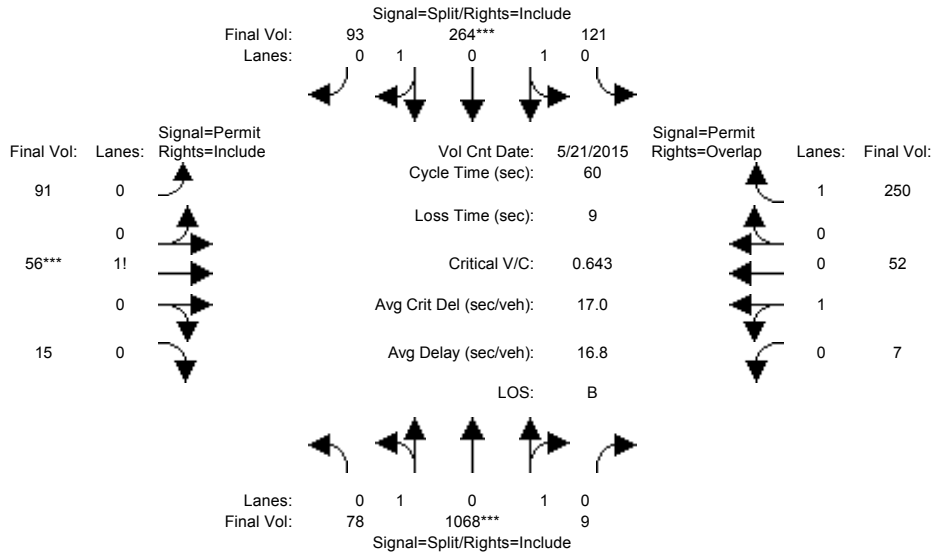 Signal=Split/Rights=Include
Final Vol: 93 264*** 121
Lanes: 0 1 0 1 0
Signal=Permit Signal=Permit
Final Vol: Lanes: Rights=Include Vol Cnt Date: 5/21/2015 Rights=Overlap Lanes: Final Vol:
Cycle Time (sec): 60
91 0 1 250
Loss Time (sec): 9
0 0
56*** 1! Critical V/C: 0.643 0 52
0 Avg Crit Del (sec/veh): 17.0 1
15 0 Avg Delay (sec/veh): 16.8 0 7
LOS: B
Lanes: 0 1 0 1 0
Final Vol: 78 1068*** 9
Signal=Split/Rights=Include